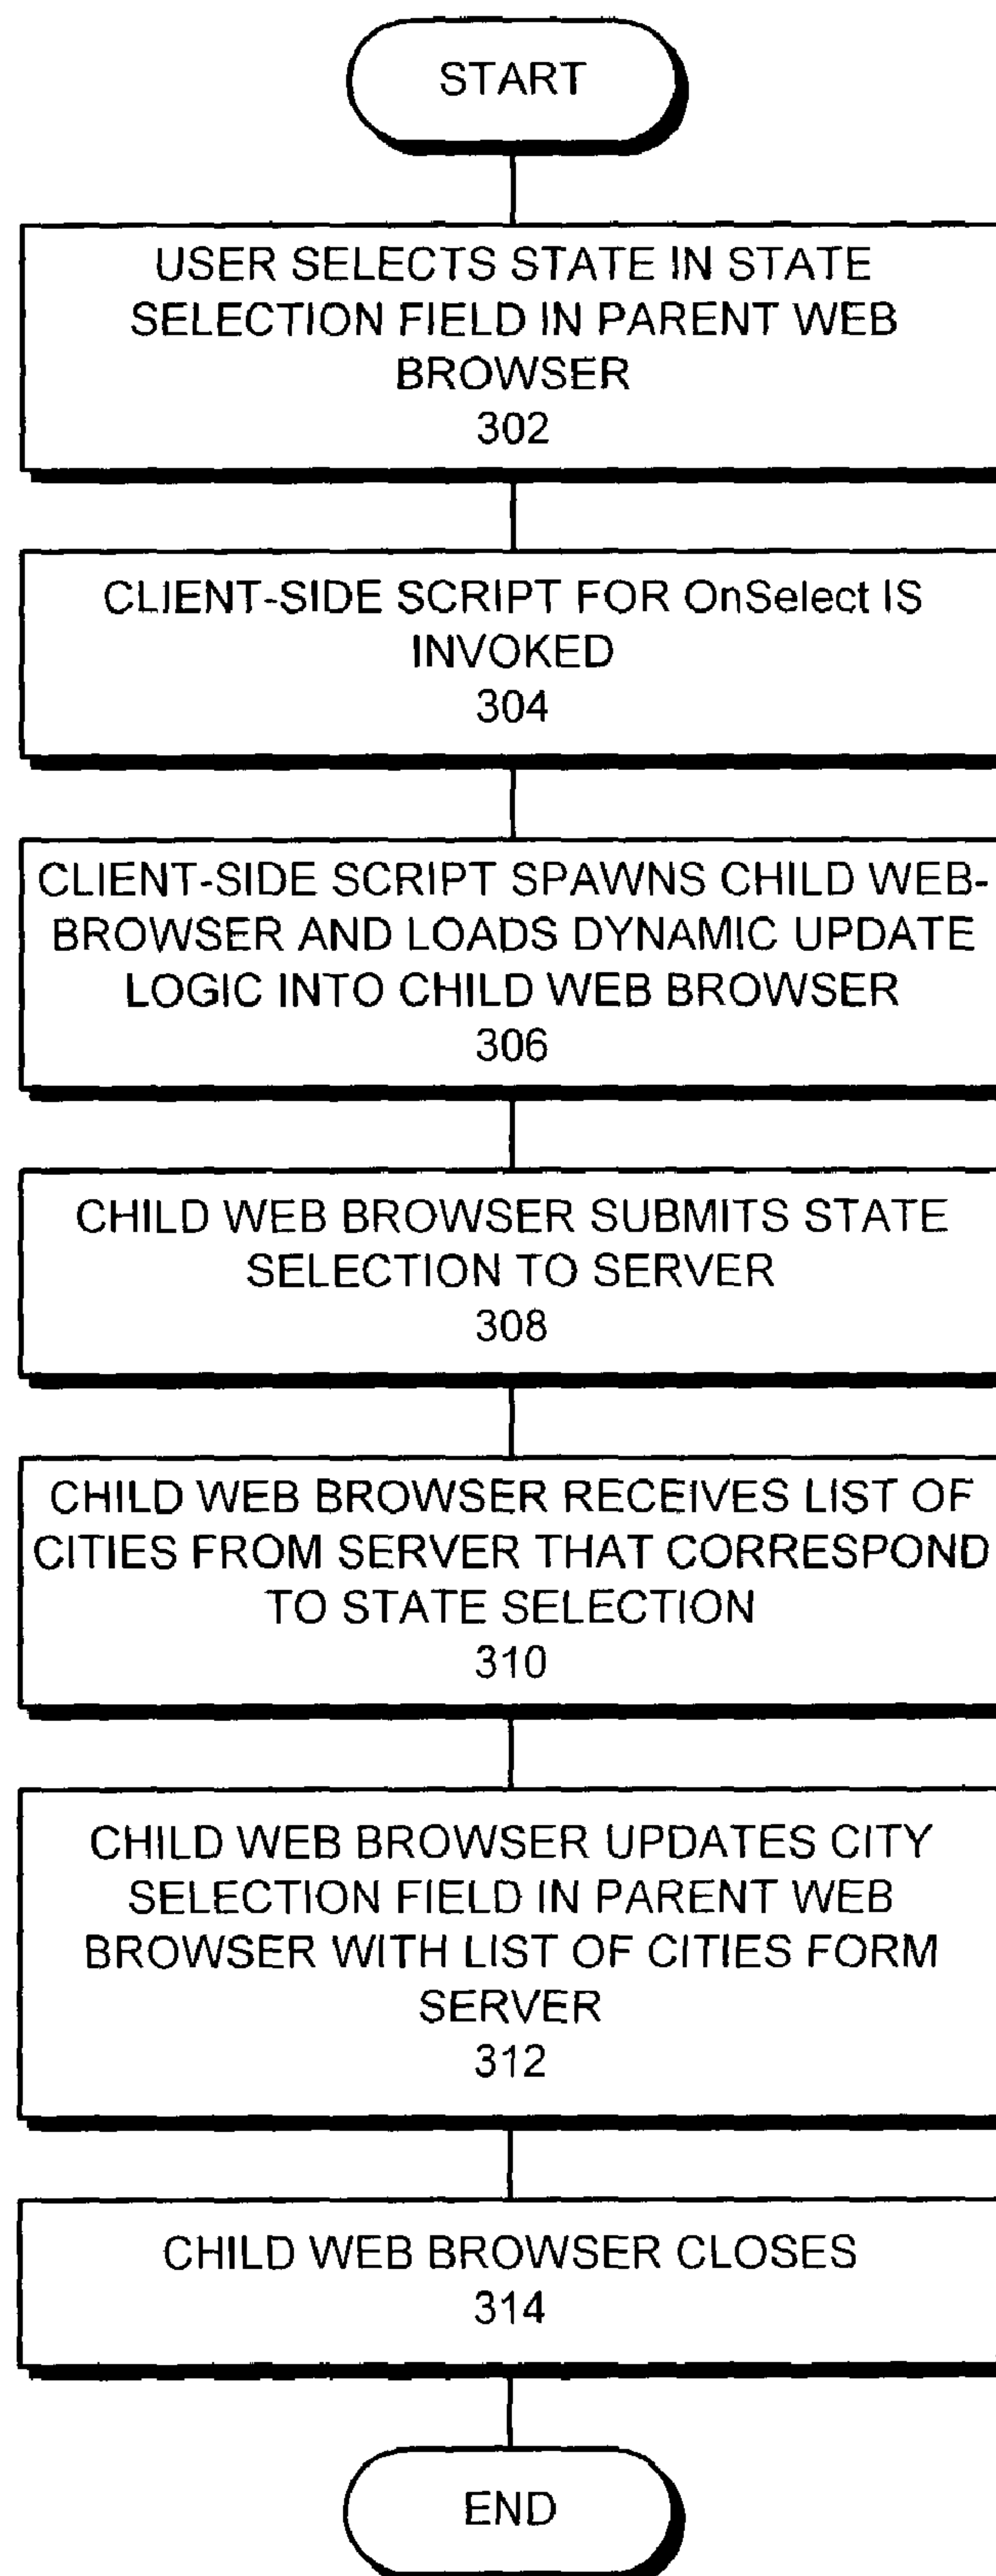 START
USER SELECTS STATE IN STATE
SELECTION FIELD IN PARENT WEB
BROWSER
302
CLIENT-SIDE SCRIPT FOR OnSelect IS
INVOKED
304
CLIENT-SIDE SCRIPT SPAWNS CHILD WEB-
BROWSER AND LOADS DYNAMIC UPDATE
LOGIC INTO CHILD WEB BROWSER
306
CHILD WEB BROWSER SUBMITS STATE
SELECTION TO SERVER
308
CHILD WEB BROWSER RECEIVES LIST OF
CITIES FROM SERVER THAT CORRESPOND
TO STATE SELECTION
310
CHILD WEB BROWSER UPDATES CITY
SELECTION FIELD IN PARENT WEB
BROWSER WITH LIST OF CITIES FORM
SERVER
312
CHILD WEB BROWSER CLOSES
314
END